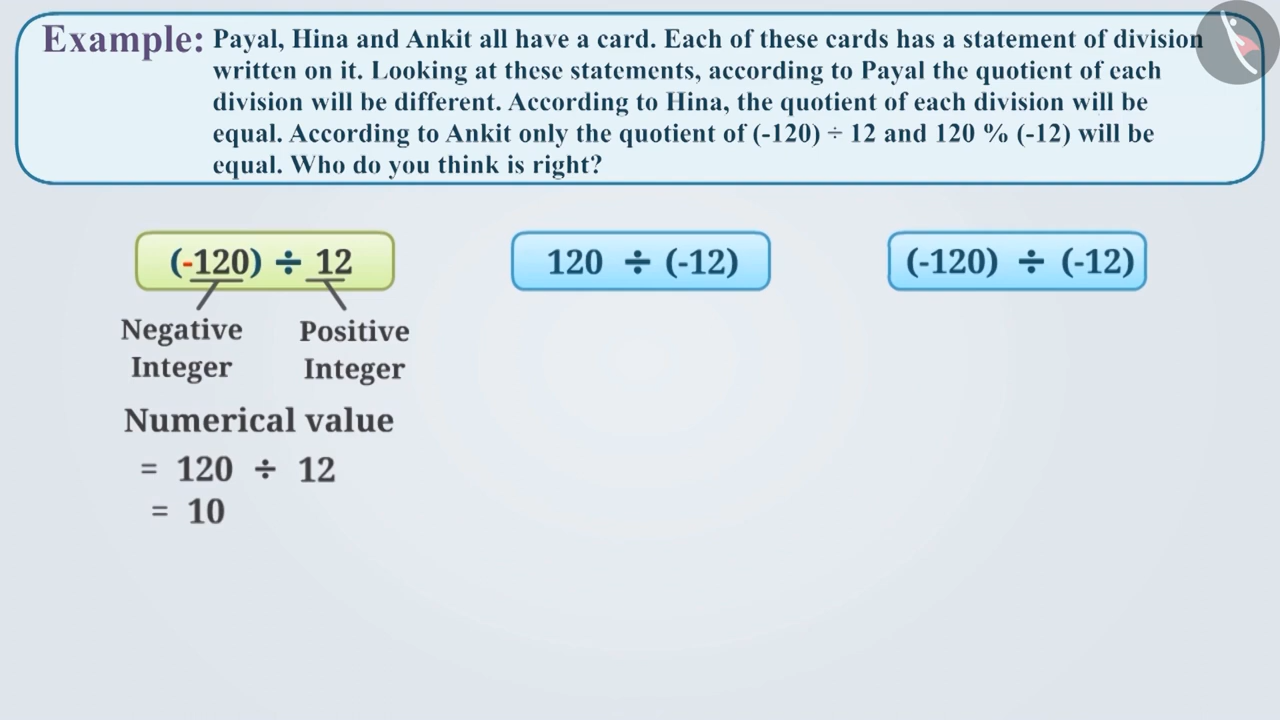 Example: Payal, Hina and Ankit all have a card. Each of these cards has a statement of division
written on it. Looking at these statements, according to Payal the quotient of each
division will be different. According to Hina, the quotient of each division will be
equal. According to Ankit only the quotient of (-120) ÷ 12 and 120 % (-12) will be
equal. Who do you think is right?
(-120) ÷ 12
120 ÷ (-12)
(-120) ÷ (-12)
Negative Integer
Positive Integer
Numerical value
= 120 ÷ 12
= 10